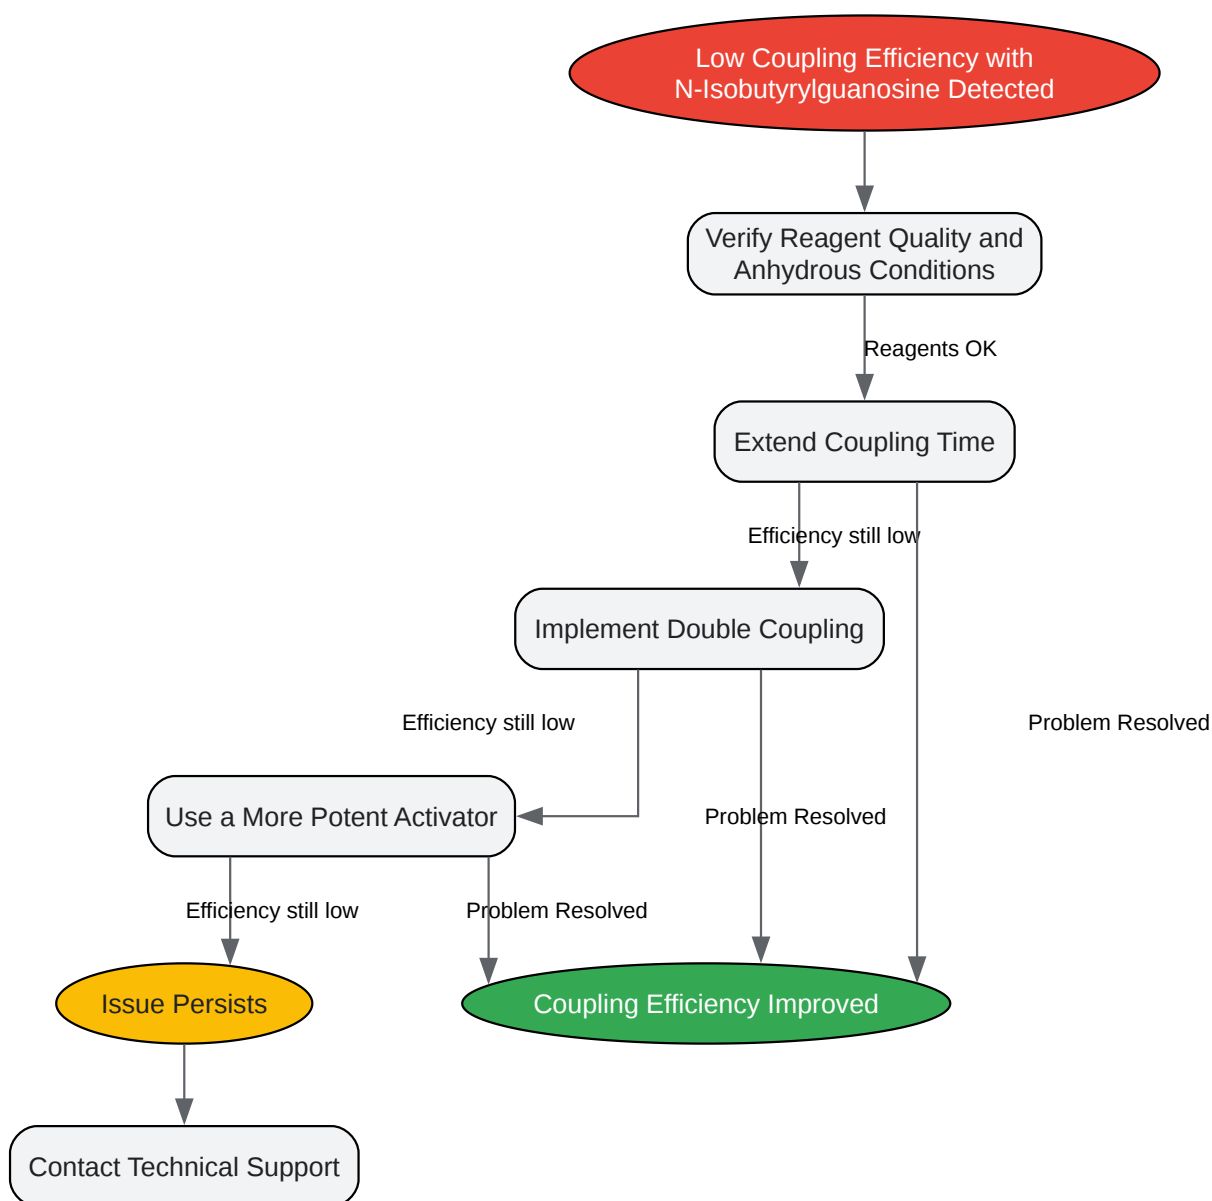 Low Coupling Efficiency with
N-Isobutyrylguanosine Detected
Verify Reagent Quality and
Anhydrous Conditions
Reagents OK
Extend Coupling Time
Efficiency still low
Implement Double Coupling
Efficiency still low
Problem Resolved
Use a More Potent Activator
Problem Resolved
Efficiency still low
Problem Resolved
Issue Persists
Coupling Efficiency Improved
Contact Technical Support